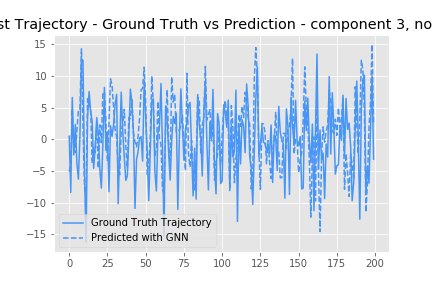 st Trajectory - Ground Truth vs Prediction - component 3, no
15
10
5
0
−5
−10
−15
Ground Truth Trajectory
Predicted with GNN
0 25 50 75 100 125 150 175 200